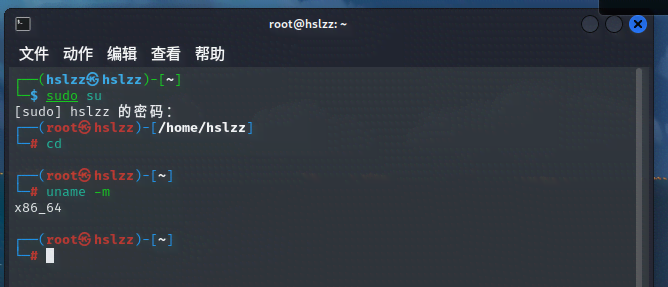 root@hslzz: ~
文件 动作 编辑 查看 帮助
┌──(hslzz㉿hslzz)-[~]
└─$ sudo su
[sudo] hslzz 的密码：
┌──(root㉿hslzz)-[/home/hslzz]
└─# cd
┌──(root㉿hslzz)-[~]
└─# uname -m
x86_64
┌──(root㉿hslzz)-[~]
└─#